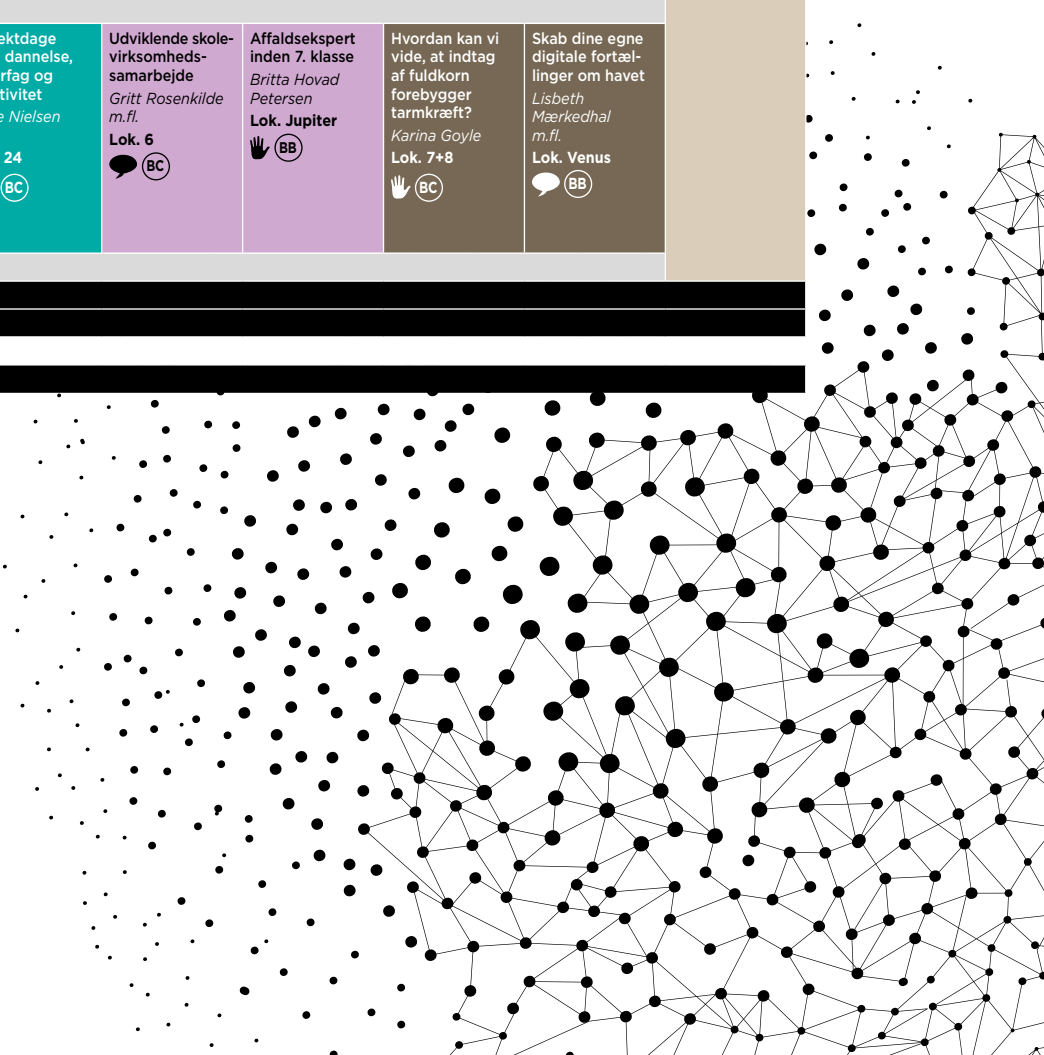 ektdage
dannelse,
rfag og
tivitet
e Nielsen
24
BC
Udviklende skole-
virksomheds-
samarbejde
Gritt Rosenkilde
m.fl.
Lok. 6
BC
Affaldsekspert
inden 7. klasse
Britta Hovad
Petersen
Lok. Jupiter
BB
Hvordan kan vi
vide, at indtag
af fuldkorn
forebygger
tarmkræft?
Karina Goyle
Lok. 7+8
BC
Skab dine egne
digitale fortæl-
linger om havet
Lisbeth
Mærkedhal
m.fl.
Lok. Venus
BB